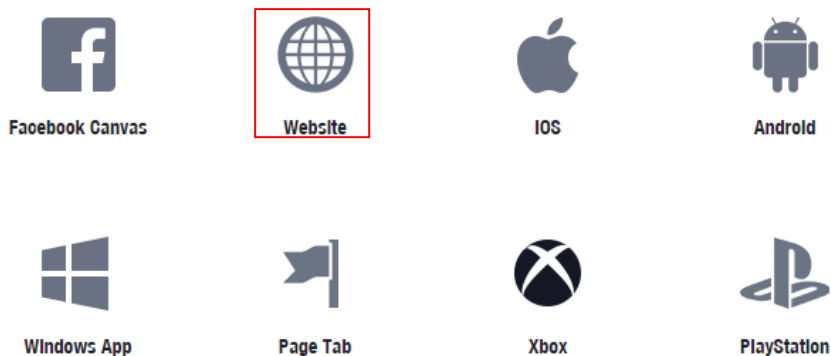 Facebook Canvas
Website
iOS
Android
Windows App
Page Tab
Xbox
PlayStation